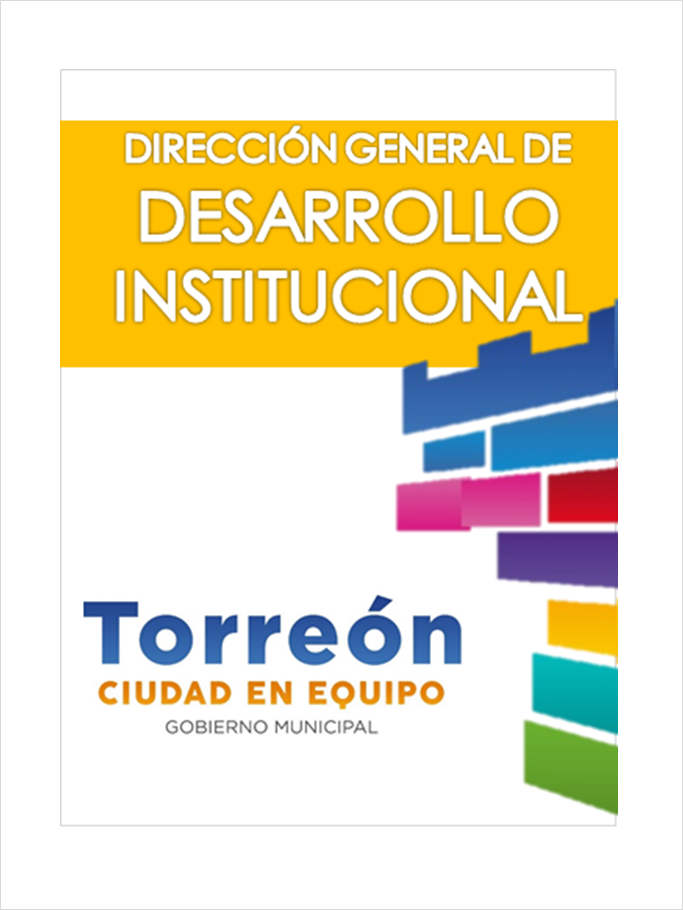 DIRECCIÓN GENERAL DE
DESARROLLO
INSTITUCIONAL
Torreón
CIUDAD EN EQUIPO
GOBIERNO MUNICIPAL